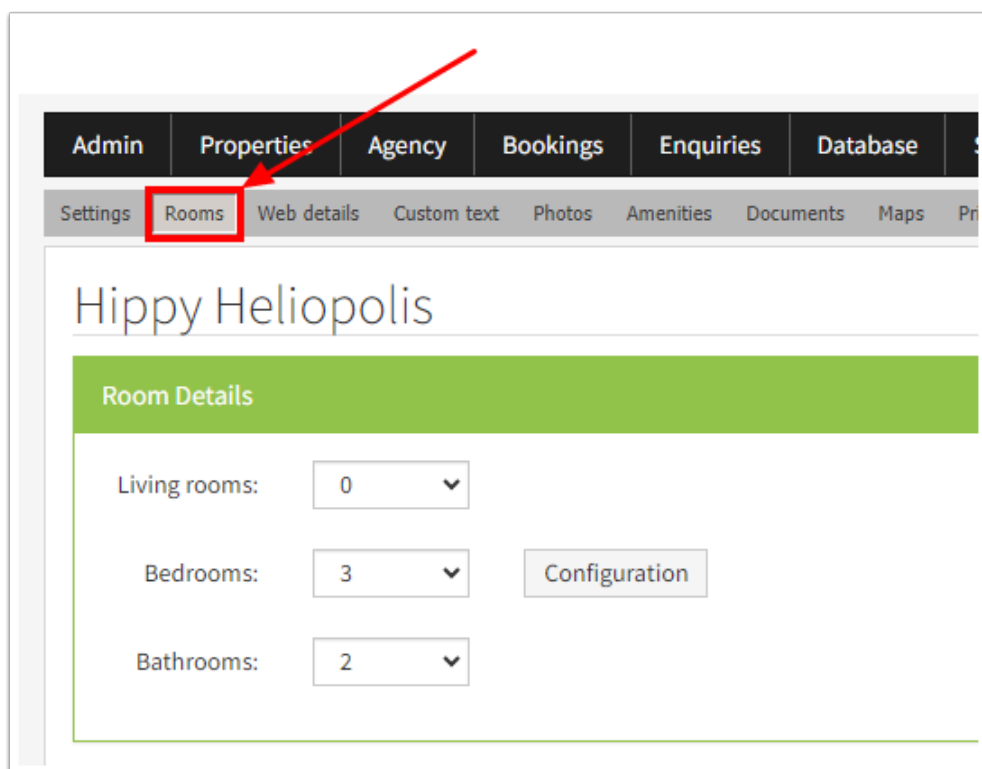 Admin Properties Agency Bookings Enquiries Database
Settings Rooms Web details Custom text Photos Amenities Documents Maps
Hippy Heliopolis
Room Details
Living rooms: 0
Bedrooms: 3 Configuration
Bathrooms: 2